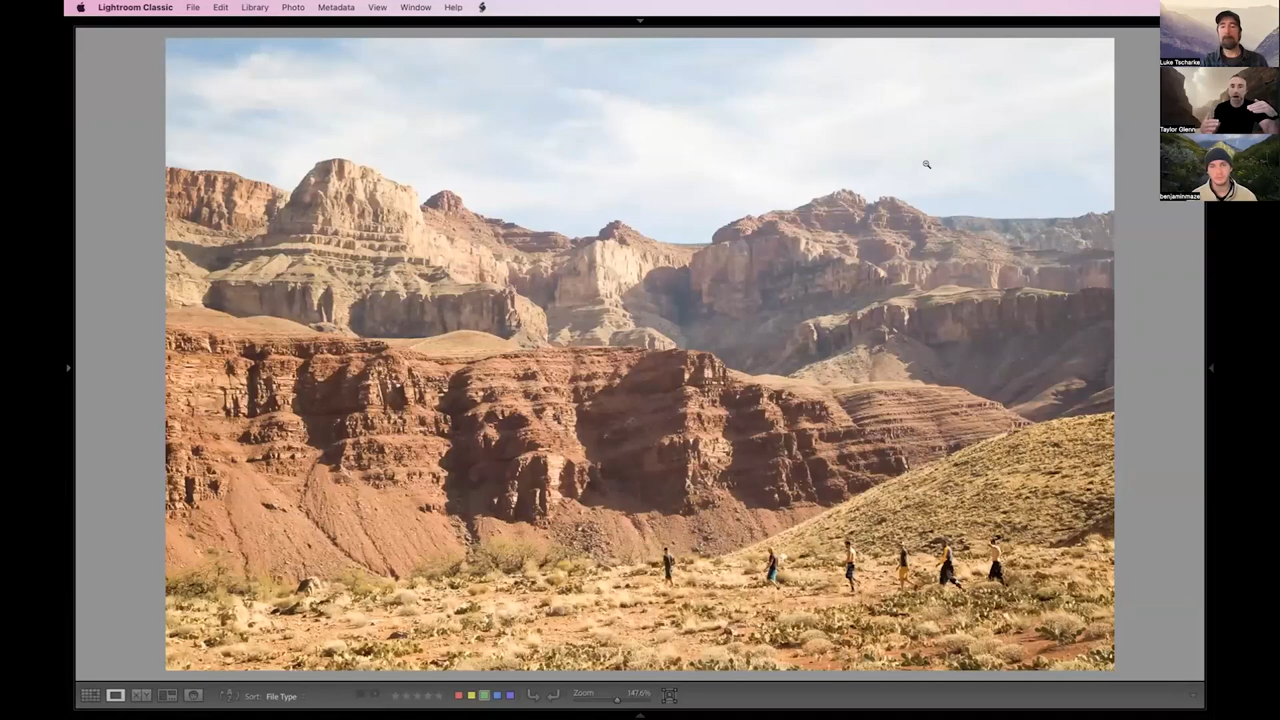 Lightroom Classic File Edit Library Photo Metadata View Window Help
Luke Tscharke
Taylor Glenn
benjaminmaze
Sort: File Type Zoom 147.6%